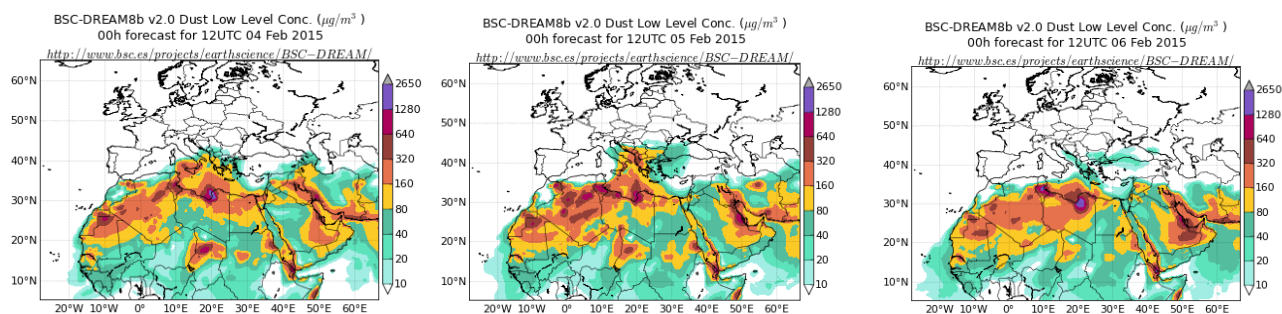 BSC-DREAM8b v2.0 Dust Low Level Conc. (μg/m³ )
00h forecast for 12UTC 04 Feb 2015
http://www.bsc.es/projects/earthscience/BSC−DREAM/
60°N
50°N
40°N
30°N
20°N
10°N
20°W 10°W 0° 10°E 20°E 30°E 40°E 50°E 60°E
2650
1280
640
320
160
80
40
20
10
BSC-DREAM8b v2.0 Dust Low Level Conc. (μg/m³ )
00h forecast for 12UTC 05 Feb 2015
http://www.bsc.es/projects/earthscience/BSC−DREAM/
60°N
50°N
40°N
30°N
20°N
10°N
20°W 10°W 0° 10°E 20°E 30°E 40°E 50°E 60°E
2650
1280
640
320
160
80
40
20
10
BSC-DREAM8b v2.0 Dust Low Level Conc. (μg/m³ )
00h forecast for 12UTC 06 Feb 2015
http://www.bsc.es/projects/earthscience/BSC−DREAM/
60°N
50°N
40°N
30°N
20°N
10°N
20°W 10°W 0° 10°E 20°E 30°E 40°E 50°E 60°E
2650
1280
640
320
160
80
40
20
10